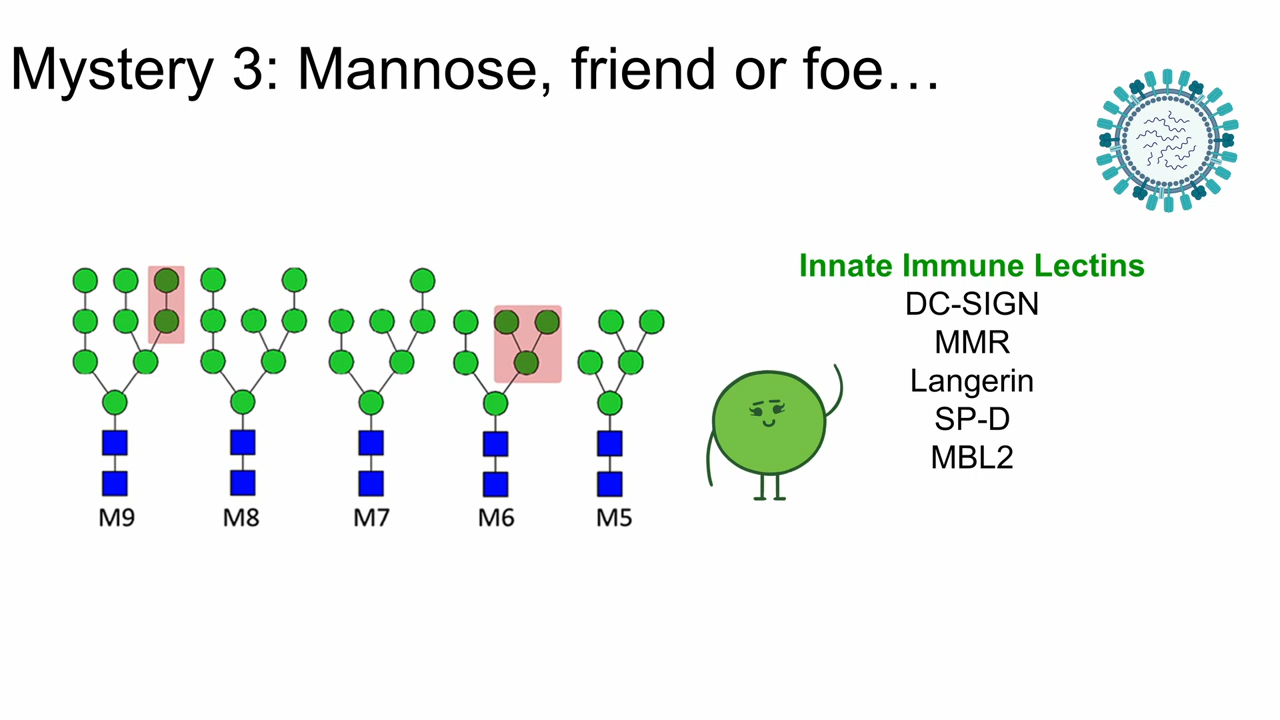 Mystery 3: Mannose, friend or foe…
Innate Immune Lectins
DC-SIGN
MMR
Langerin
SP-D
MBL2
M9 M8 M7 M6 M5